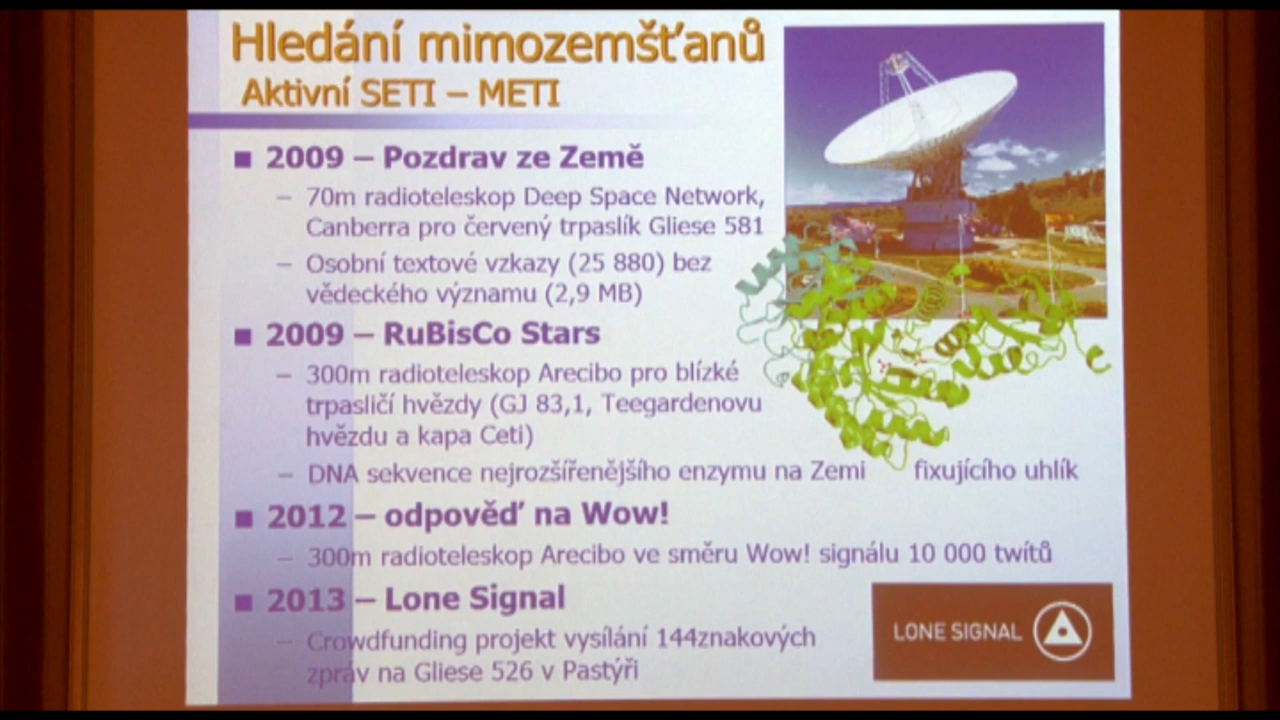 Hledání mimozemšťanů
Aktivní SETI – METI
■ 2009 – Pozdrav ze Země
– 70m radioteleskop Deep Space Network,
Canberra pro červený trpaslík Gliese 581
– Osobní textové vzkazy (25 880) bez
vědeckého významu (2,9 MB)
■ 2009 – RuBisCo Stars
– 300m radioteleskop Arecibo pro blízké
trpasličí hvězdy (GJ 83,1, Teegardenovu
hvězdu a kapa Ceti)
– DNA sekvence nejrozšířenějšího enzymu na Zemi fixujícího uhlík
■ 2012 – odpověď na Wow!
– 300m radioteleskop Arecibo ve směru Wow! signálu 10 000 twítů
■ 2013 – Lone Signal
– Crowdfunding projekt vysílání 144znakových
zpráv na Gliese 526 v Pastýři
LONE SIGNAL